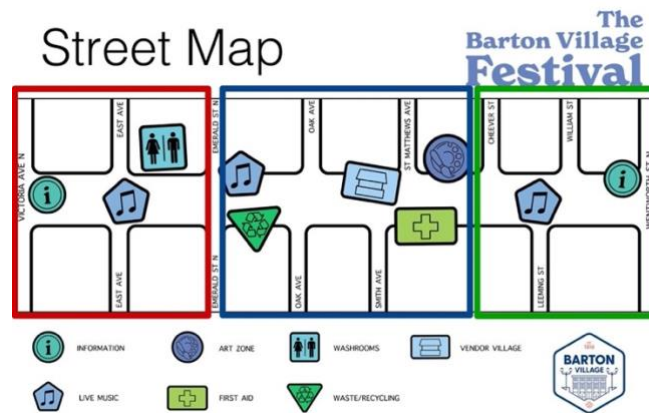 Street Map
The
Barton Village
Festival
VICTORIA AVE N
EAST AVE
EMERALD ST N
OAK AVE
ST MATTHEWS AVE
CHEEVER ST
WILLIAM ST
WENTWORTH ST N
EAST AVE
EMERALD ST N
OAK AVE
SMITH AVE
LEEMING ST
INFORMATION
ART ZONE
WASHROOMS
VENDOR VILLAGE
LIVE MUSIC
FIRST AID
WASTE/RECYCLING
BARTON
VILLAGE